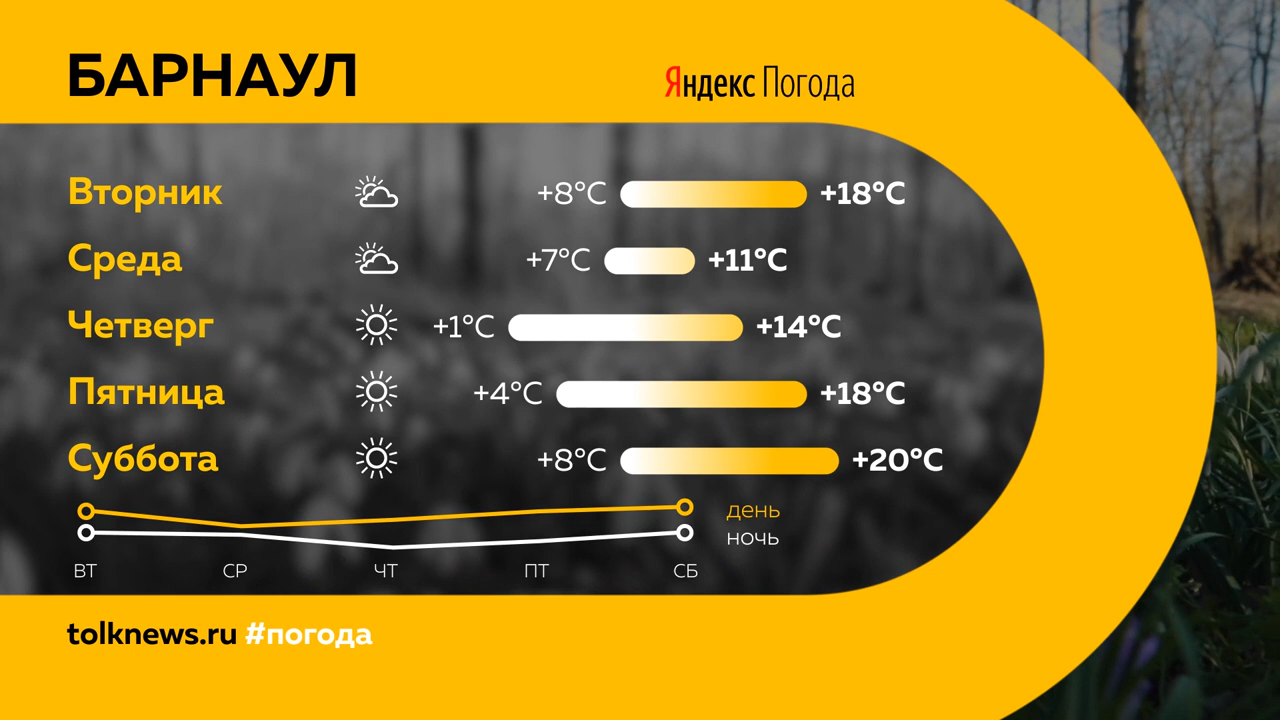 БАРНАУЛ
Яндекс Погода
Вторник +8°C +18°C
Среда +7°C +11°C
Четверг +1°C +14°C
Пятница +4°C +18°C
Суббота +8°C +20°C
день
ночь
ВТ СР ЧТ ПТ СБ
tolknews.ru #погода